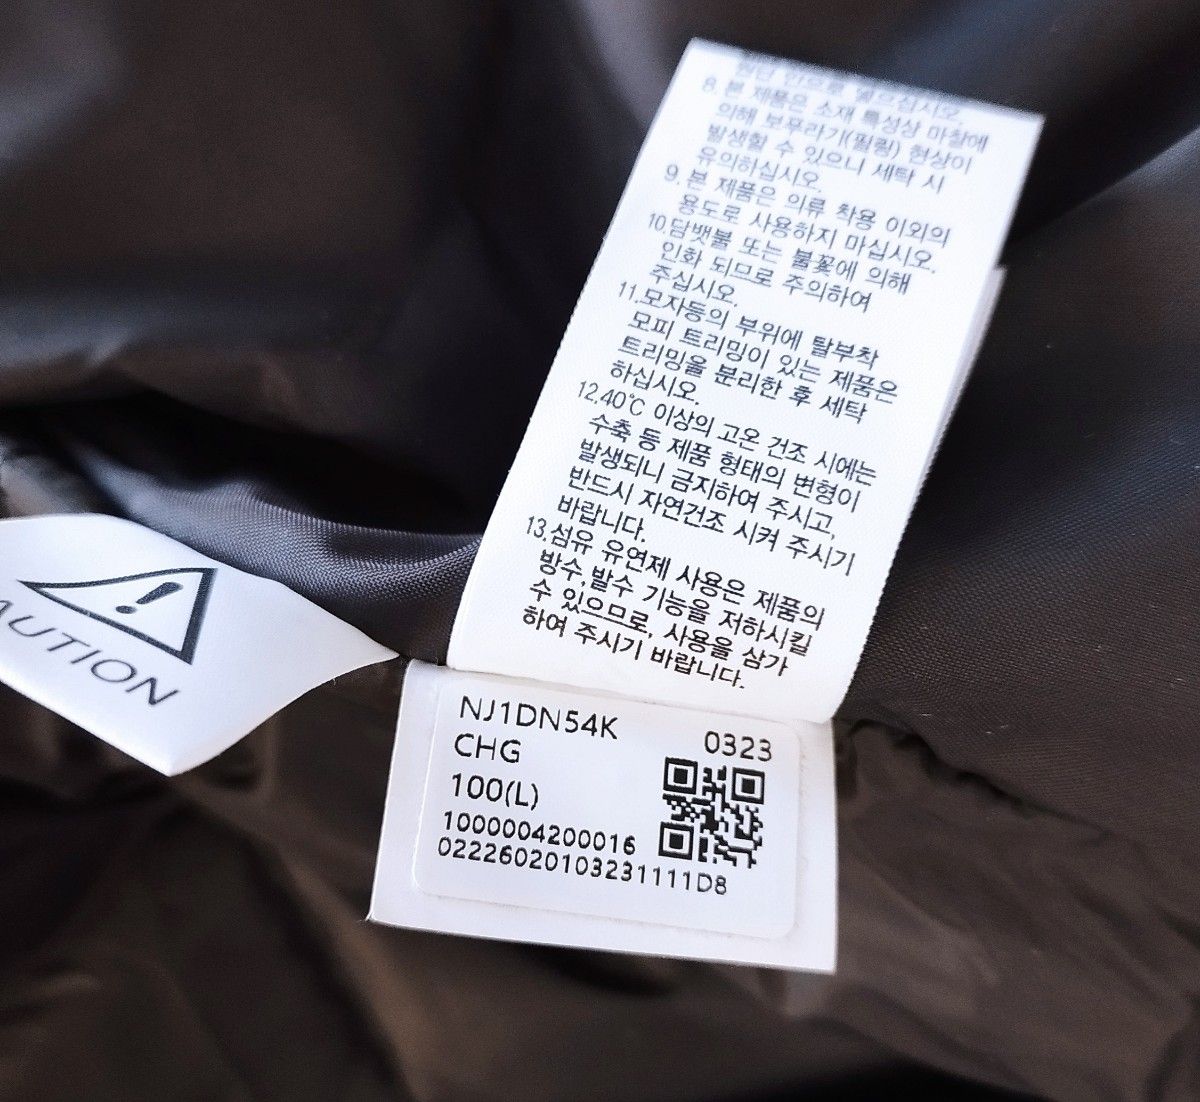 8. 본 제품은 소재 특성상 마찰에
의해 보푸라기(필링) 현상이
발생할 수 있으니 세탁 시
유의하십시오.
9. 본 제품은 의류 착용 이외의
용도로 사용하지 마십시오.
10.담뱃불 또는 불꽃에 의해
인화 되므로 주의하여
주십시오.
11.모자등의 부위에 탈부착
모피 트리밍이 있는 제품은
트리밍을 분리한 후 세탁
하십시오.
12.40℃ 이상의 고온 건조 시에는
수축 등 제품 형태의 변형이
발생되니 금지하여 주시고,
반드시 자연건조 시켜 주시기
바랍니다.
13.섬유 유연제 사용은 제품의
방수,발수 기능을 저하시킬
수 있으므로, 사용을 삼가
하여 주시기 바랍니다.
AUTION
NJ1DN54K
0323
CHG
100(L)
1000004200016
02226020103231111D8